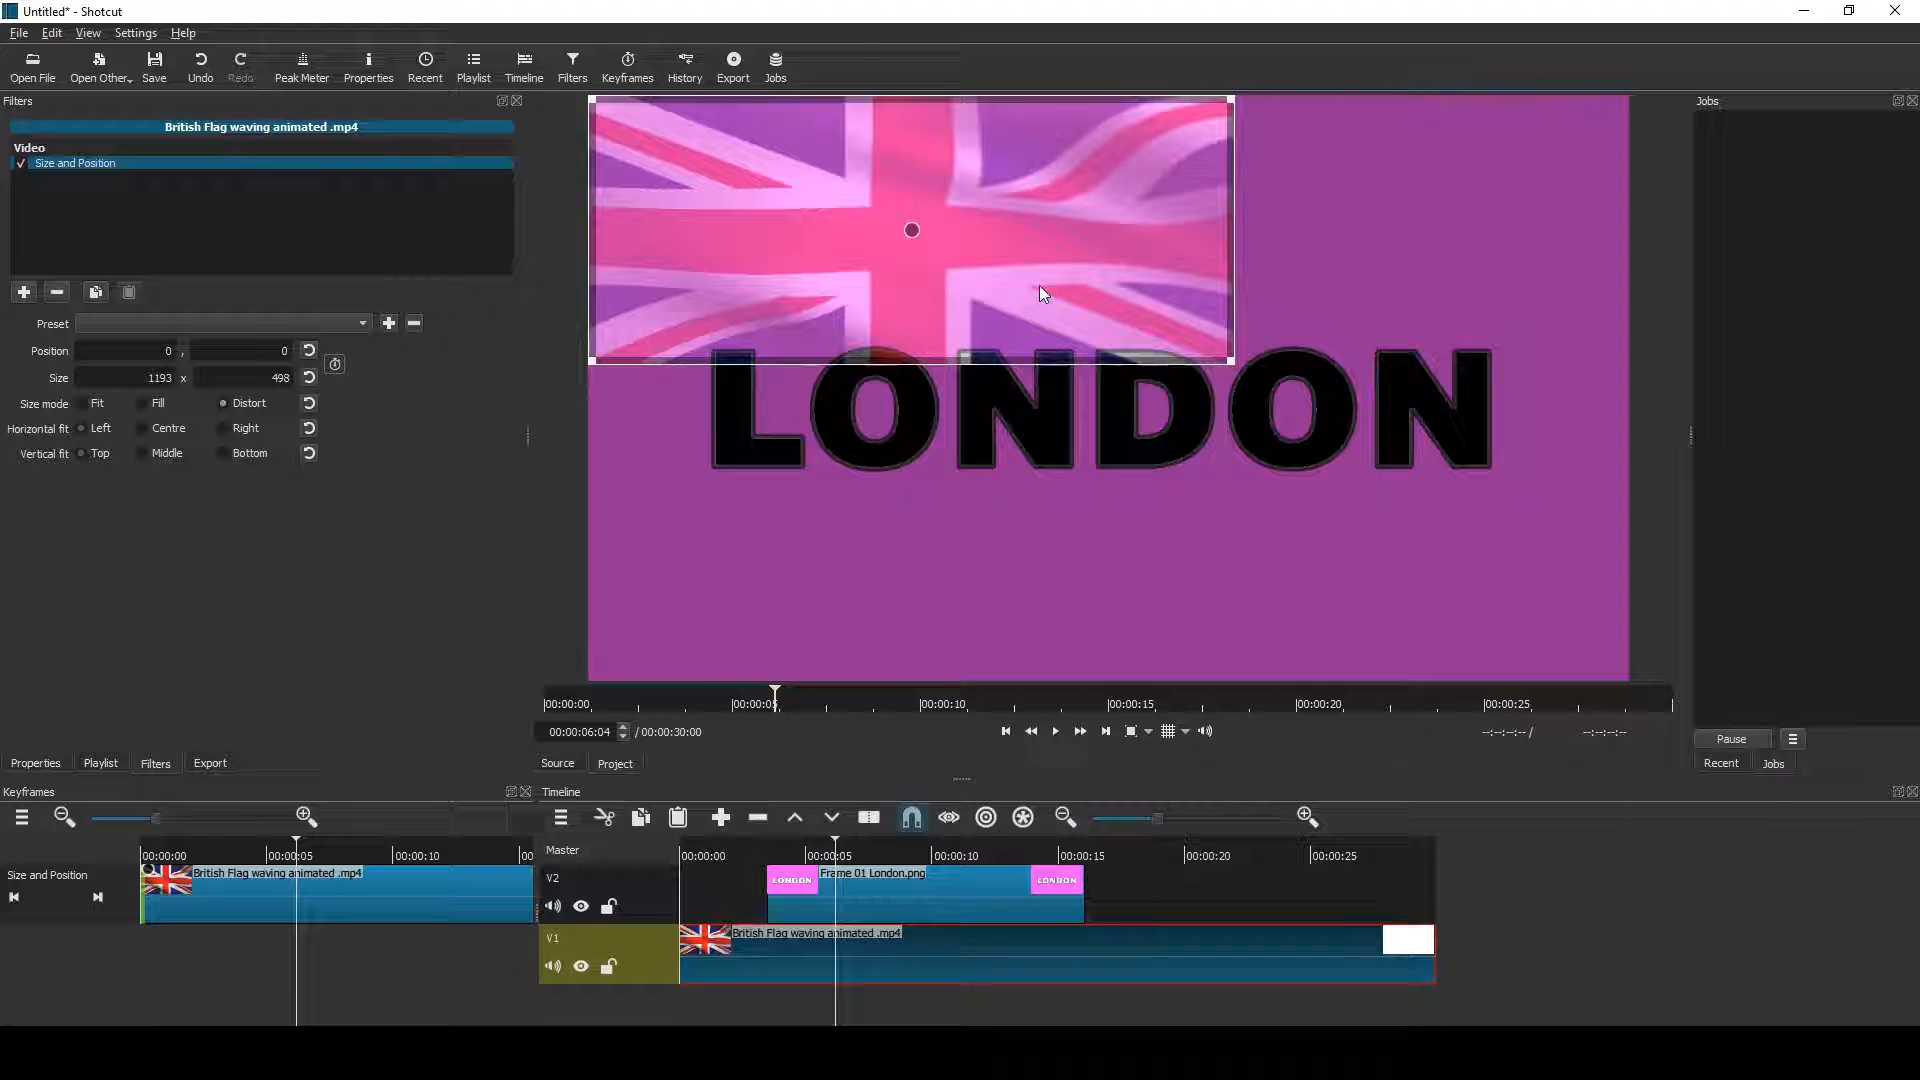 Untitled* - Shotcut
File Edit View Settings Help
Open File Open Other Save Undo Redo Peak Meter Properties Recent Playlist Timeline Filters Keyframes History Export Jobs
Filters
British Flag waving animated .mp4
Video
✓ Size and Position
Preset
Position 0 , 0
Size 1193 x 498
Size mode Fit Fill Distort
Horizontal fit Left Centre Right
Vertical fit Top Middle Bottom
LONDON
Jobs
00:00:00 00:00:05 00:00:10 00:00:15 00:00:20 00:00:25
00:00:06:04 / 00:00:30:00 --:--:--:-- / --:--:--:--
Pause
Properties Playlist Filters Export
Source Project
Recent Jobs
Keyframes
00:00:00 00:00:05 00:00:10 00
Size and Position
British Flag waving animated .mp4
Timeline
Master
00:00:00 00:00:05 00:00:10 00:00:15 00:00:20 00:00:25
V2
LONDON Frame 01 London.png LONDON
V1
British Flag waving animated .mp4